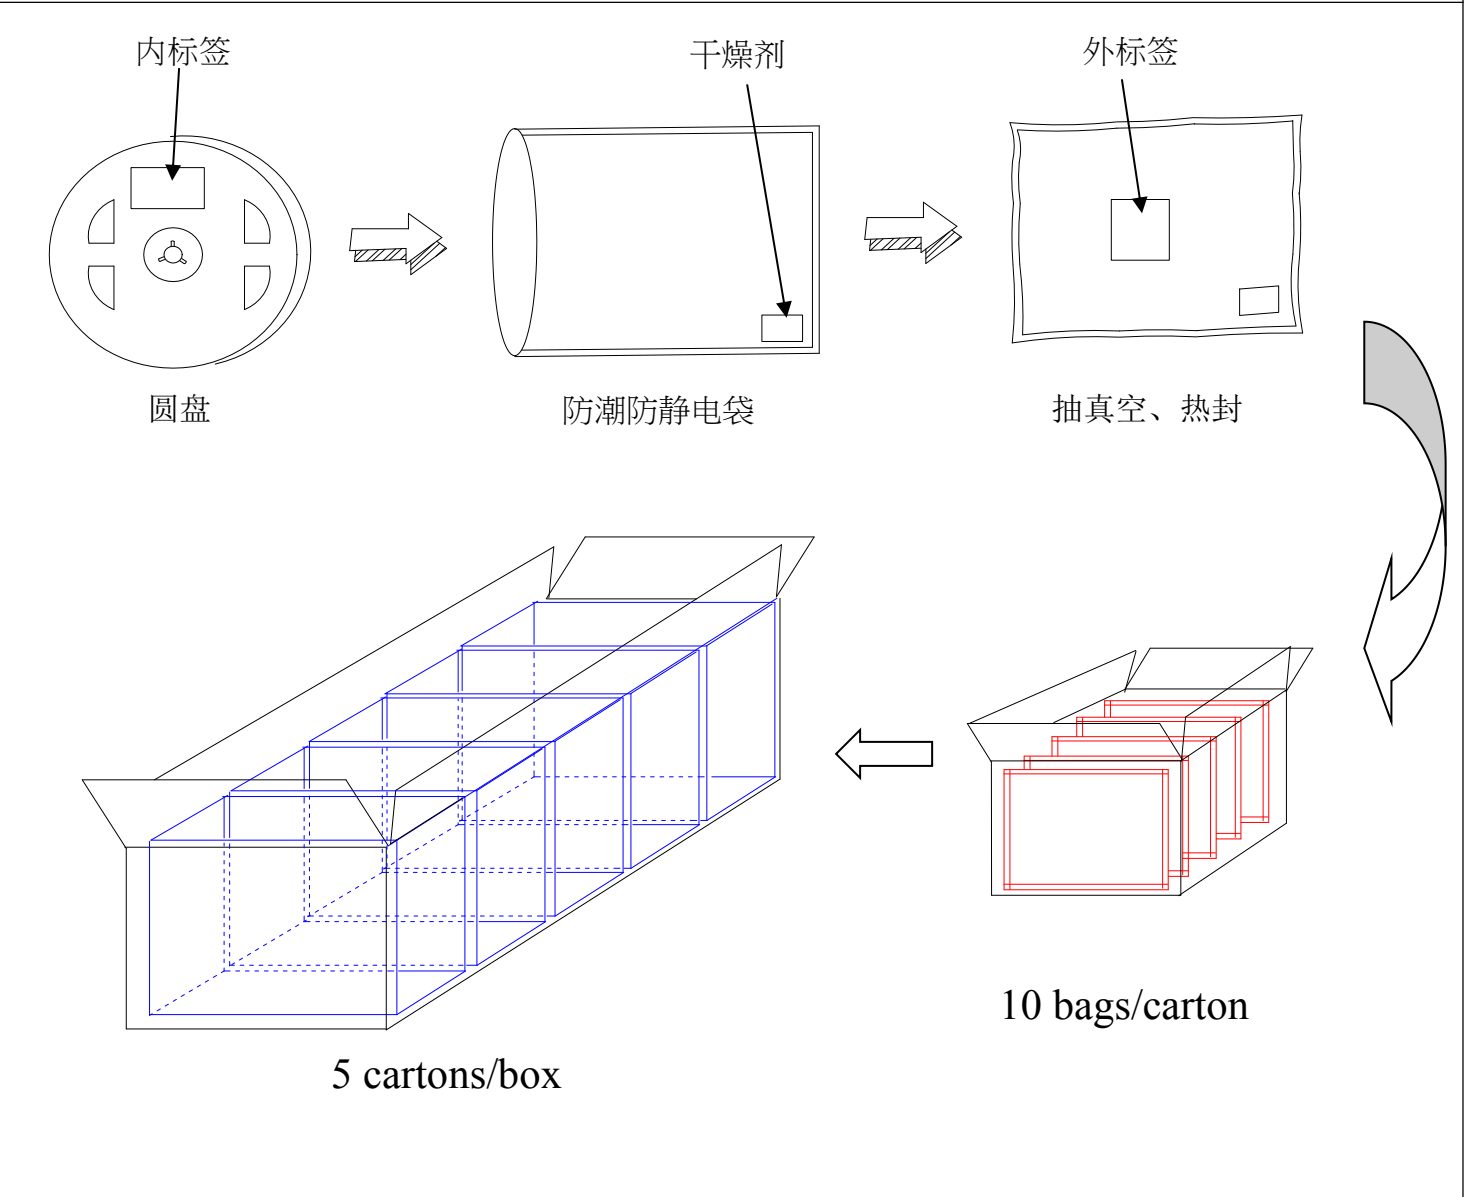 内标签
干燥剂
外标签
圆盘
防潮防静电袋
抽真空、热封
10 bags/carton
5 cartons/box